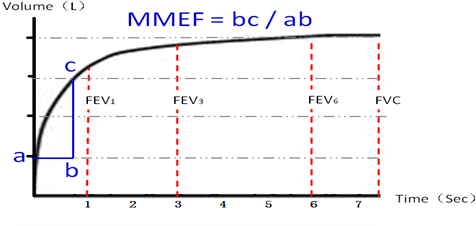 Volume (L)
MMEF = bc / ab
c
FEV₁
FEV₃
FEV₆
FVC
a
b
Time (Sec)
1 2 3 4 5 6 7